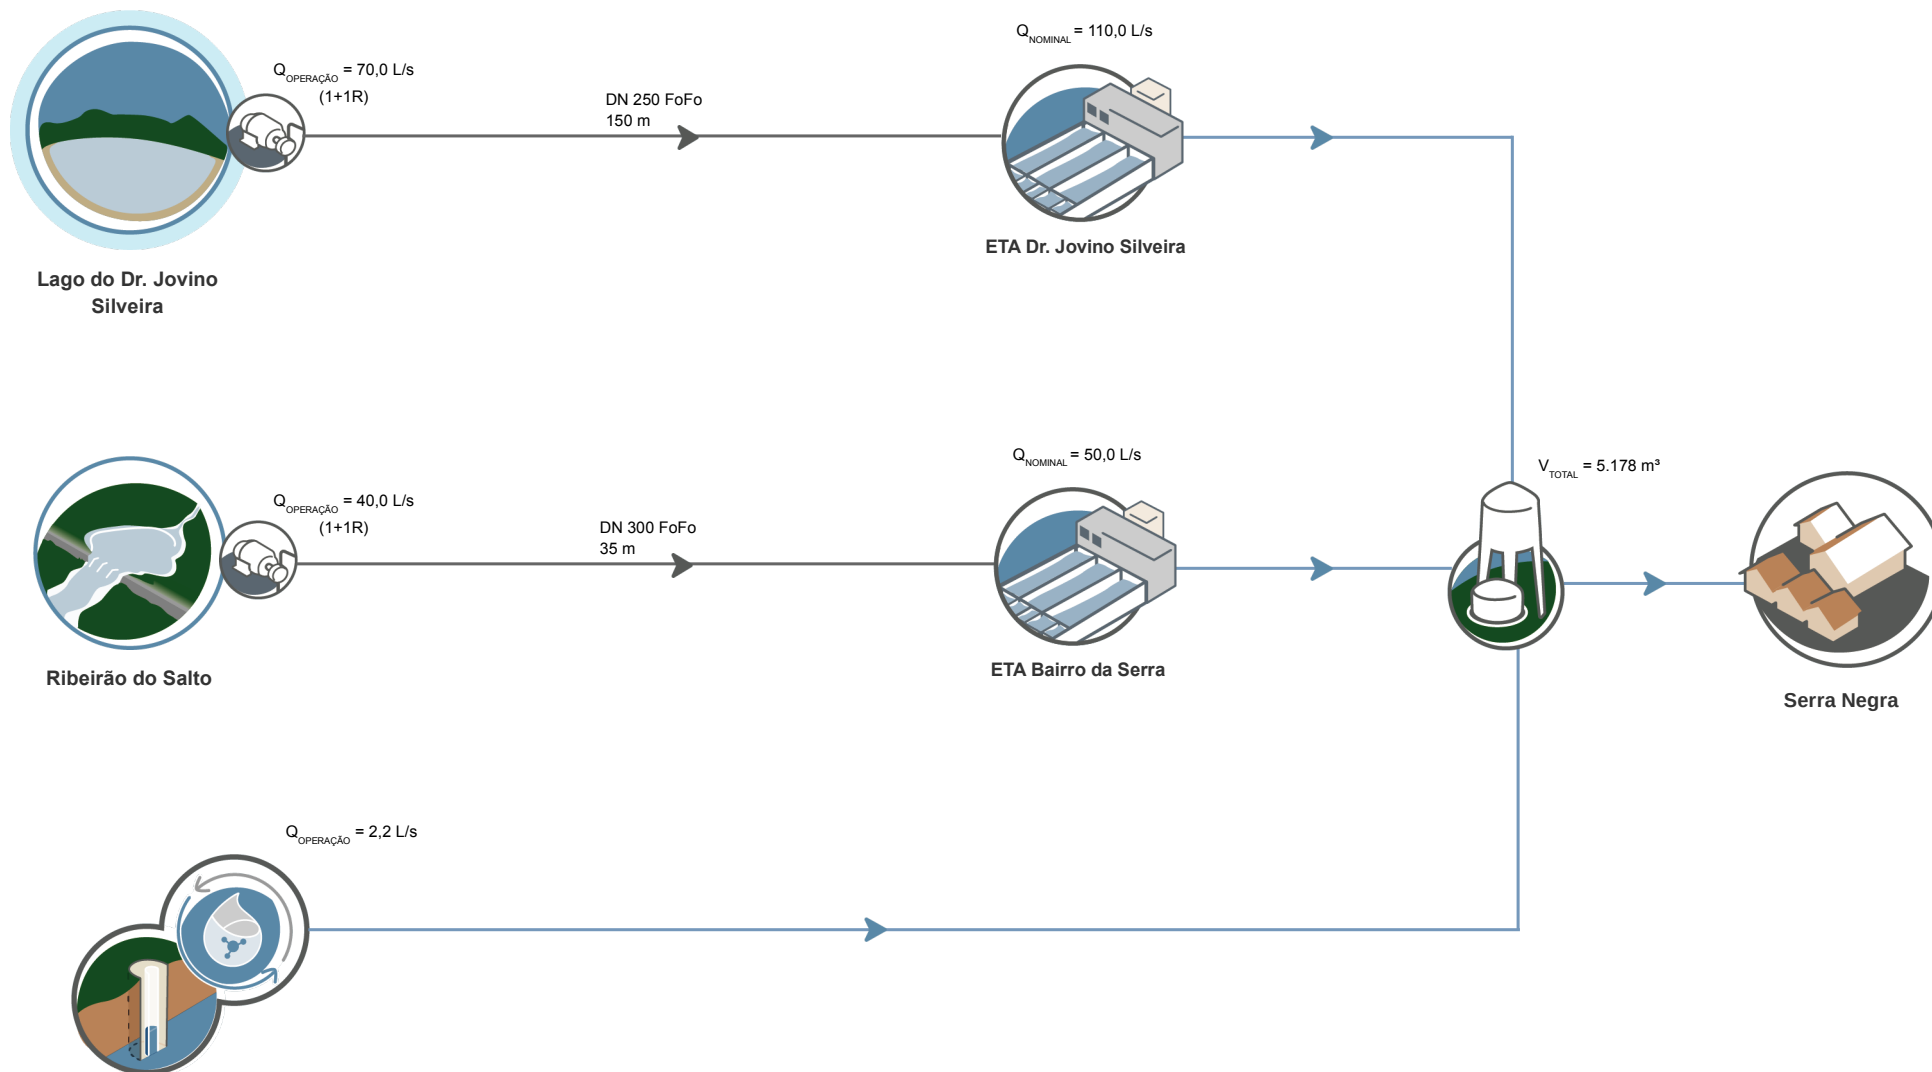 Q_NOMINAL = 110,0 L/s
Q_OPERAÇÃO = 70,0 L/s
(1+1R)
DN 250 FoFo
150 m
ETA Dr. Jovino Silveira
Lago do Dr. Jovino
Silveira
Q_NOMINAL = 50,0 L/s
V_TOTAL = 5.178 m³
Q_OPERAÇÃO = 40,0 L/s
(1+1R)
DN 300 FoFo
35 m
ETA Bairro da Serra
Ribeirão do Salto
Serra Negra
Q_OPERAÇÃO = 2,2 L/s